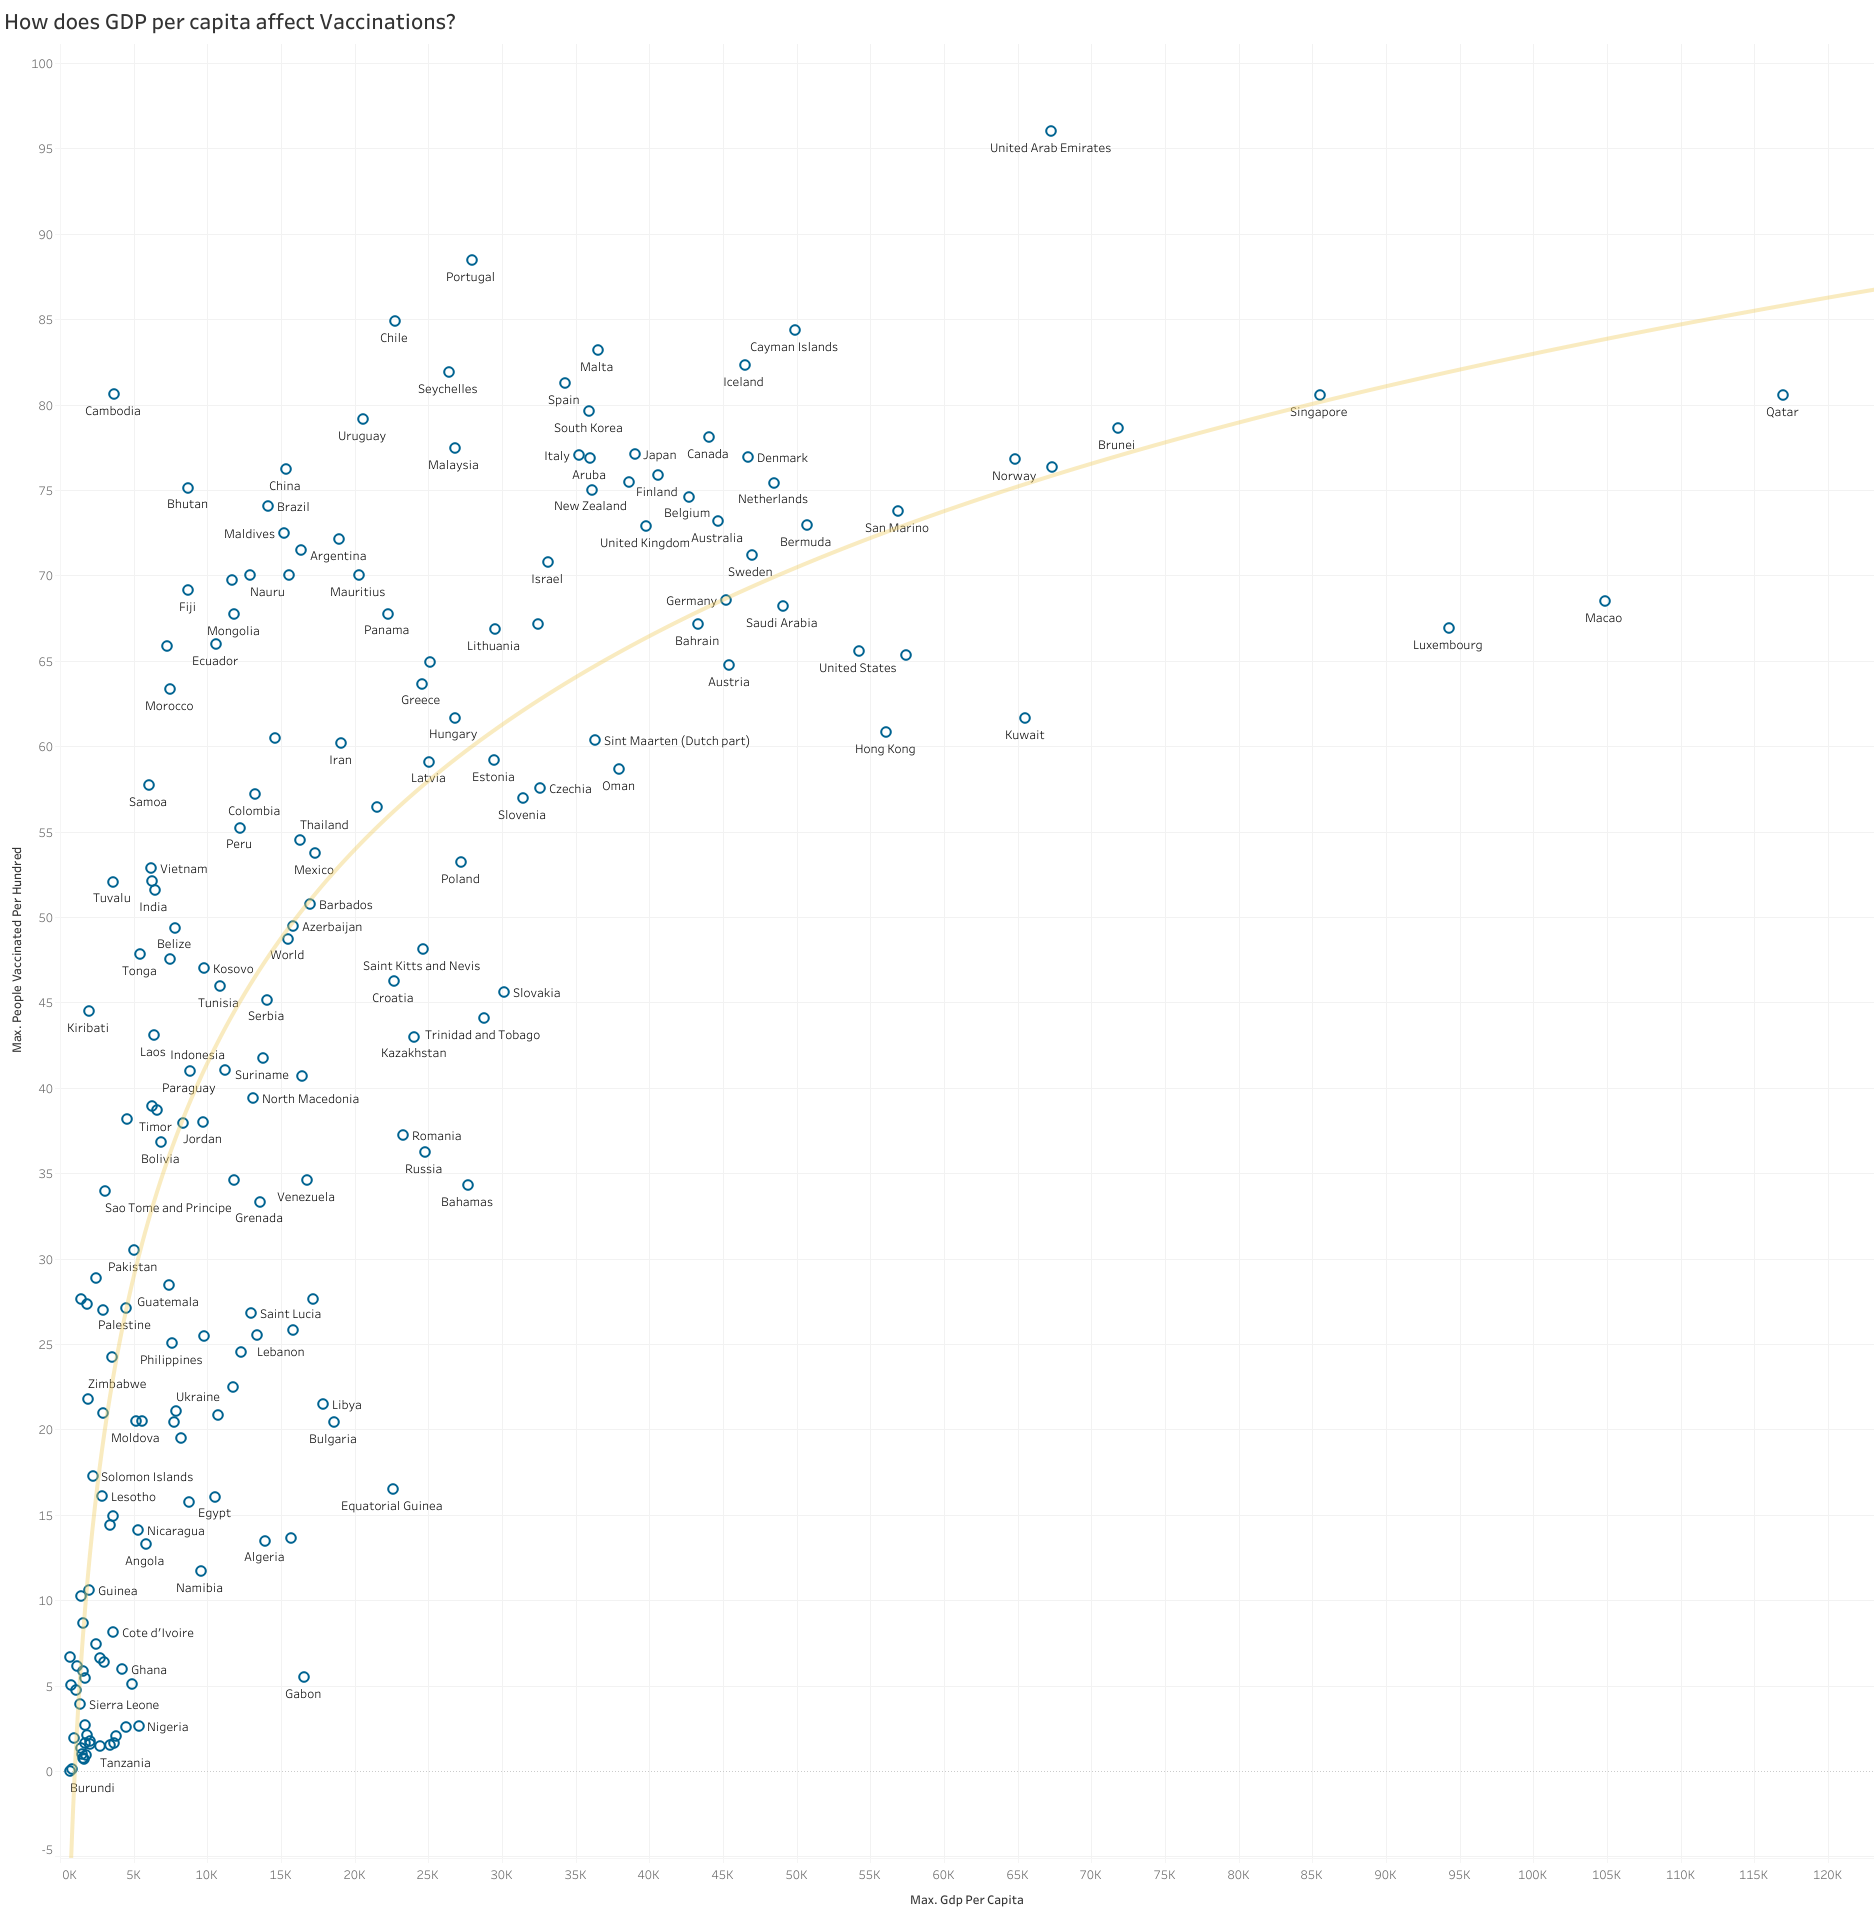 How does GDP per capita affect Vaccinations?
100
95
United Arab Emirates
90
Portugal
85
Chile
Cayman Islands
Malta
Iceland
Seychelles
Spain
80
Cambodia
Singapore
Qatar
South Korea
Uruguay
Brunei
Canada
Italy
Japan
Denmark
Malaysia
Aruba
Norway
China
75
Finland
Netherlands
Bhutan
Brazil
New Zealand
Belgium
San Marino
Maldives
Australia
United Kingdom
Bermuda
Argentina
Sweden
70
Israel
Nauru
Mauritius
Germany
Fiji
Macao
Saudi Arabia
Mongolia
Panama
Bahrain
Lithuania
Luxembourg
65
Ecuador
United States
Austria
Greece
Morocco
Hungary
Kuwait
Sint Maarten (Dutch part)
60
Hong Kong
Iran
Latvia
Estonia
Oman
Czechia
Samoa
Colombia
Slovenia
Thailand
55
Peru
Vietnam
Mexico
Poland
Tuvalu
India
Barbados
50
Azerbaijan
Belize
World
Saint Kitts and Nevis
Kosovo
Tonga
Slovakia
Croatia
45
Tunisia
Serbia
Kiribati
Trinidad and Tobago
Laos
Indonesia
Kazakhstan
Suriname
40
Paraguay
North Macedonia
Timor
Jordan
Romania
Bolivia
Russia
35
Venezuela
Bahamas
Sao Tome and Principe
Grenada
30
Pakistan
Guatemala
Saint Lucia
Palestine
25
Lebanon
Philippines
Zimbabwe
Ukraine
Libya
20
Moldova
Bulgaria
Solomon Islands
Lesotho
Equatorial Guinea
15
Egypt
Nicaragua
Angola
Algeria
Namibia
Guinea
10
Cote d'Ivoire
Ghana
5
Gabon
Sierra Leone
Nigeria
Tanzania
0
Burundi
-5
Max. People Vaccinated Per Hundred
0K 5K 10K 15K 20K 25K 30K 35K 40K 45K 50K 55K 60K 65K 70K 75K 80K 85K 90K 95K 100K 105K 110K 115K 120K
Max. Gdp Per Capita